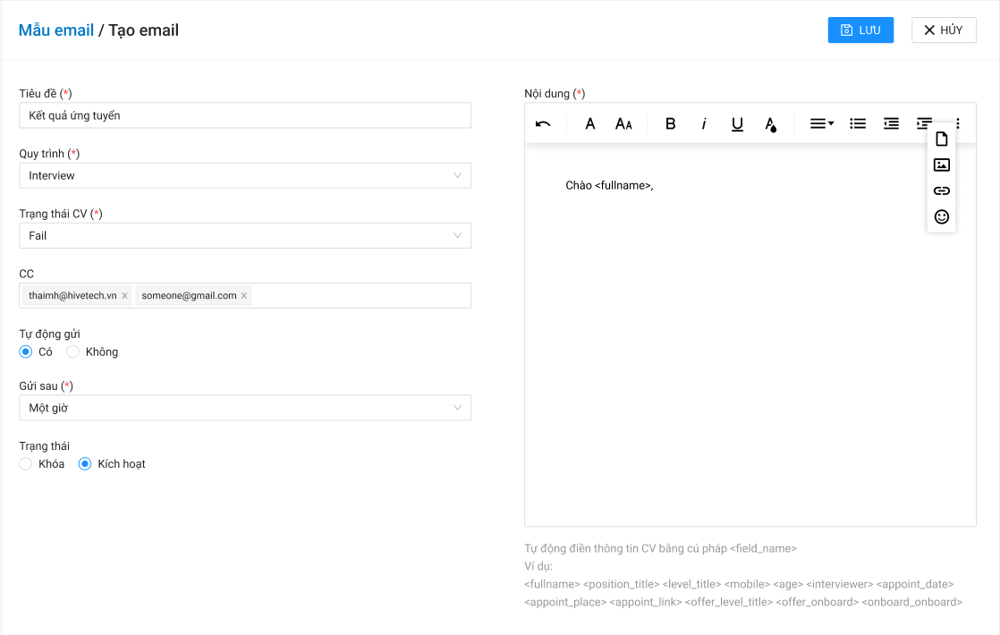 Mẫu email / Tạo email
LƯU
HỦY
Tiêu đề (*)
Kết quả ứng tuyển
Quy trình (*)
Interview
Trạng thái CV (*)
Fail
CC
thaimh@hivetech.vn
someone@gmail.com
Tự động gửi
Có
Không
Gửi sau (*)
Một giờ
Trạng thái
Khóa
Kích hoạt
Nội dung (*)
A AA B i U A
Chào <fullname>,
Tự động điền thông tin CV bằng cú pháp <field_name>
Ví dụ:
<fullname> <position_title> <level_title> <mobile> <age> <interviewer> <appoint_date>
<appoint_place> <appoint_link> <offer_level_title> <offer_onboard> <onboard_onboard>